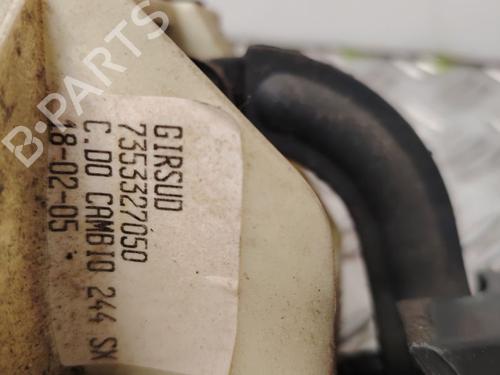 GIRSUD
7353327050
C.DO CAMBIO 244 SX
18-02-05
B-PARTS